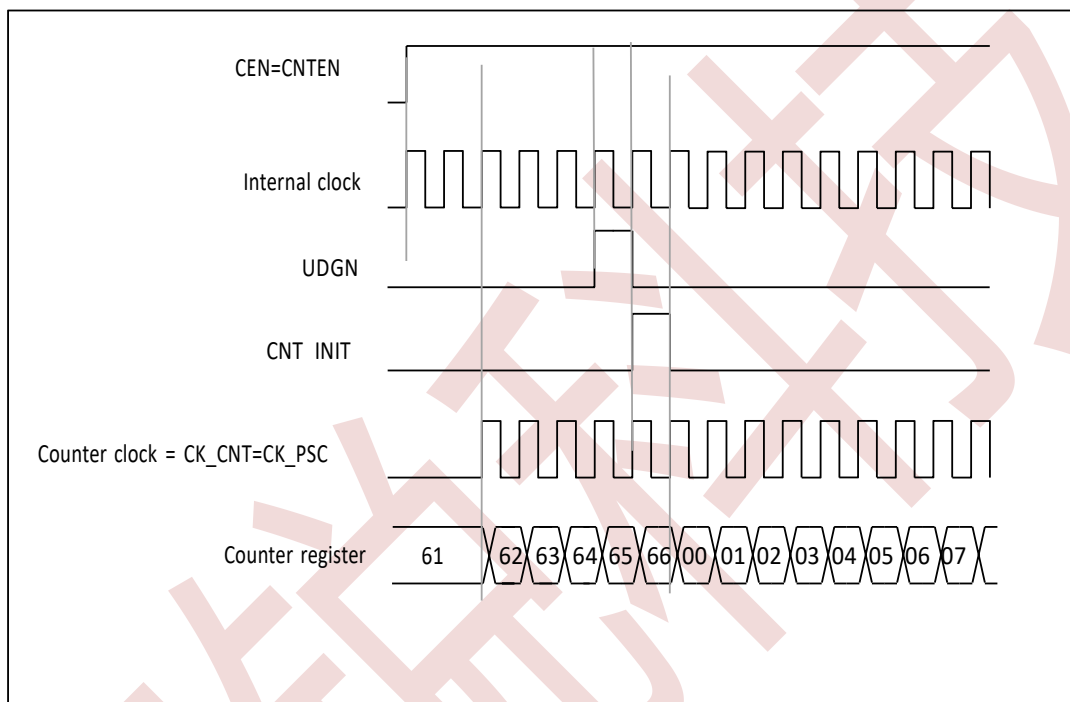 CEN=CNTEN
Internal clock
UDGN
CNT INIT
Counter clock = CK_CNT=CK_PSC
Counter register 61 62 63 64 65 66 00 01 02 03 04 05 06 07